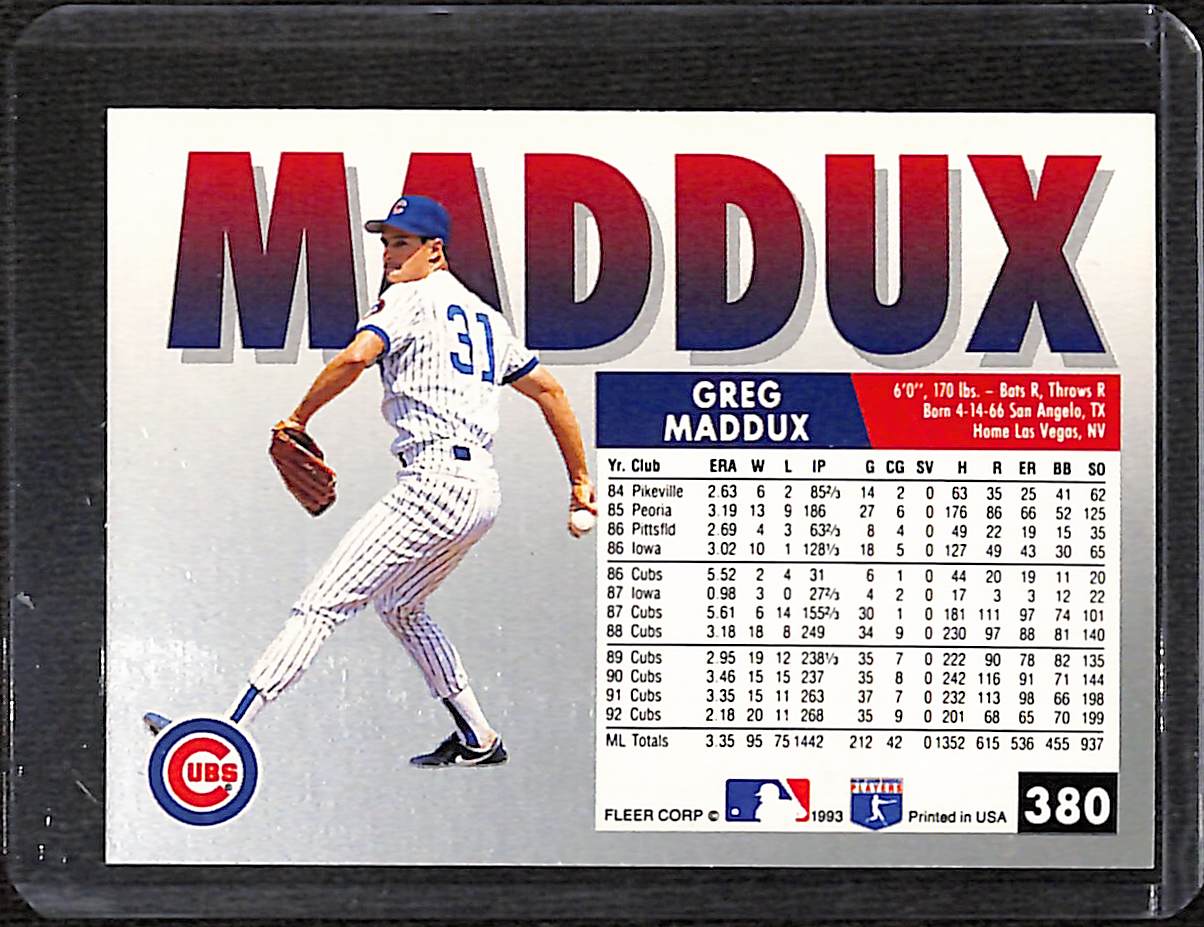 MADDUX
C
31
GREG
MADDUX
6'0", 170 lbs. – Bats R, Throws R
Born 4-14-66 San Angelo, TX
Home Las Vegas, NV
Yr. Club ERA W L IP G CG SV H R ER BB SO
84 Pikeville 2.63 6 2 85⅔ 14 2 0 63 35 25 41 62
85 Peoria 3.19 13 9 186 27 6 0 176 86 66 52 125
86 Pittsfld 2.69 4 3 63⅔ 8 4 0 49 22 19 15 35
86 Iowa 3.02 10 1 128⅓ 18 5 0 127 49 43 30 65
86 Cubs 5.52 2 4 31 6 1 0 44 20 19 11 20
87 Iowa 0.98 3 0 27⅔ 4 2 0 17 3 3 12 22
87 Cubs 5.61 6 14 155⅔ 30 1 0 181 111 97 74 101
88 Cubs 3.18 18 8 249 34 9 0 230 97 88 81 140
89 Cubs 2.95 19 12 238⅓ 35 7 0 222 90 78 82 135
90 Cubs 3.46 15 15 237 35 8 0 242 116 91 71 144
91 Cubs 3.35 15 11 263 37 7 0 232 113 98 66 198
92 Cubs 2.18 20 11 268 35 9 0 201 68 65 70 199
ML Totals 3.35 95 75 1442 212 42 0 1352 615 536 455 937
CUBS
FLEER CORP © 1993 PLAYERS Printed in USA 380